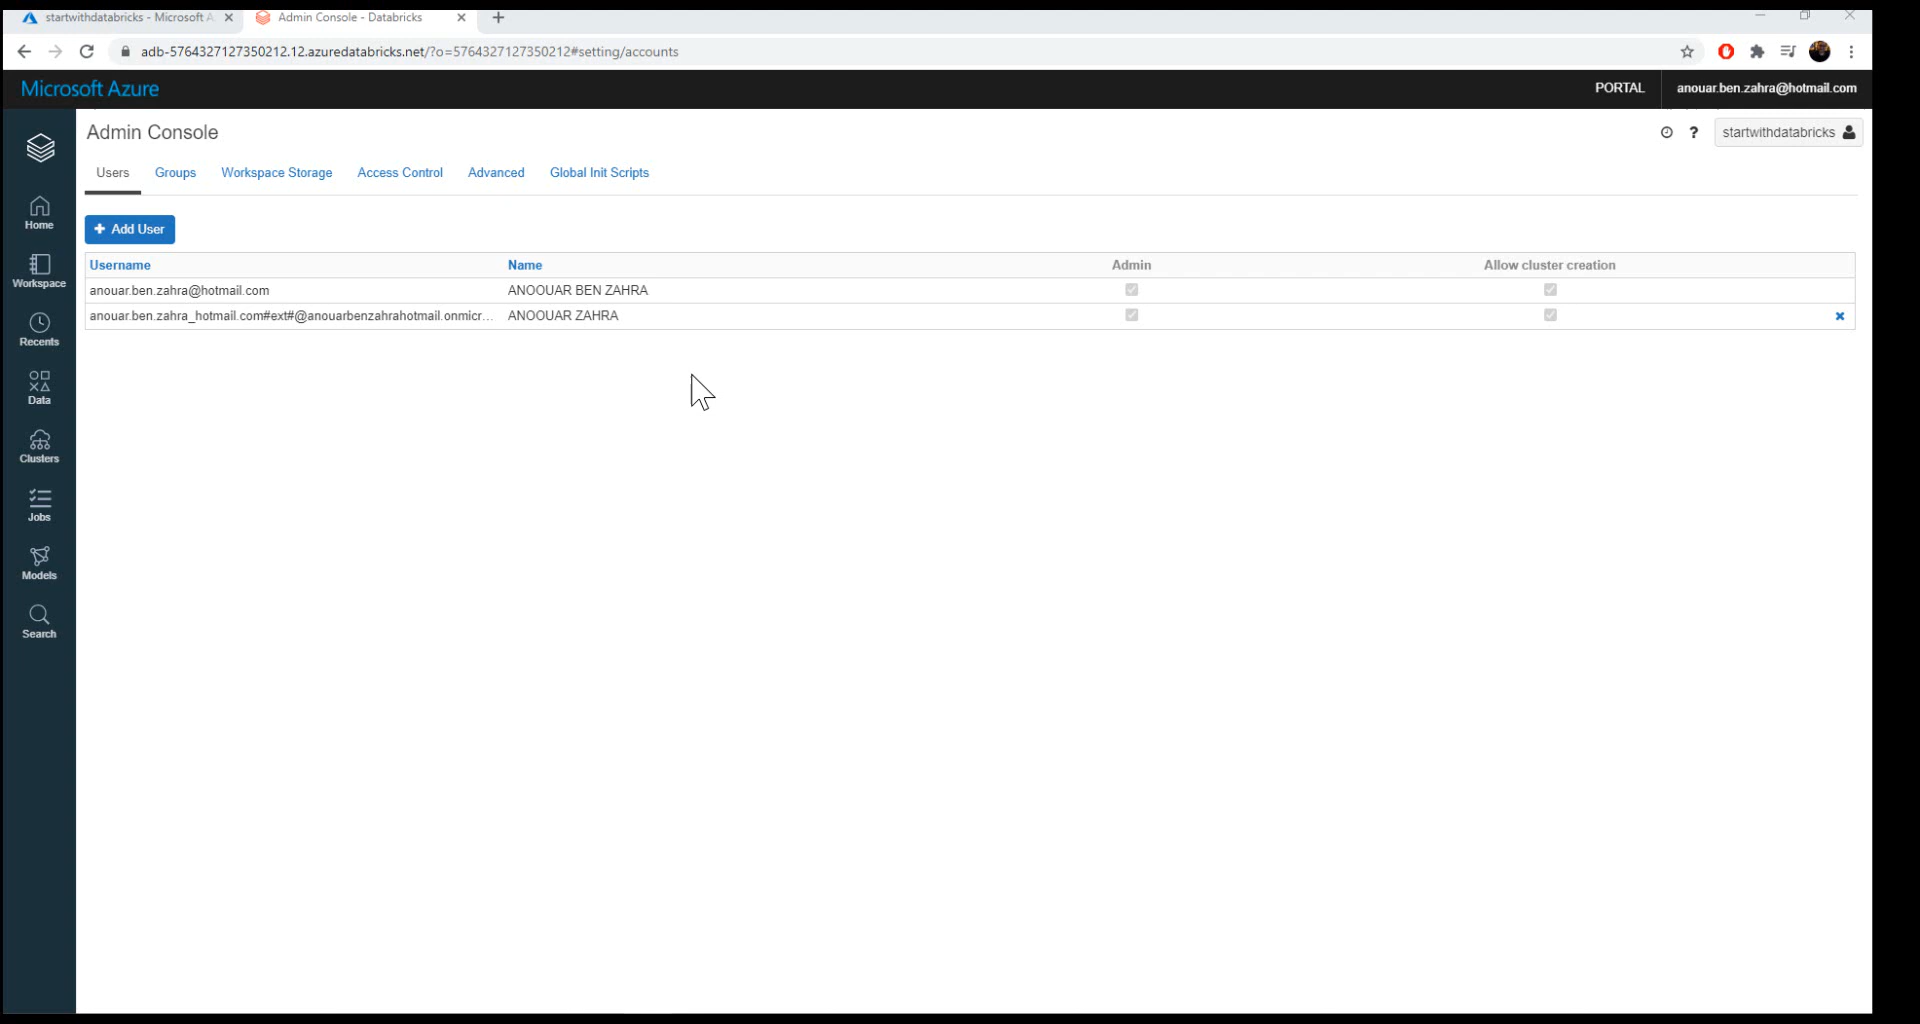 startwithdatabricks - Microsoft A
Admin Console - Databricks
adb-5764327127350212.12.azuredatabricks.net/?o=5764327127350212#setting/accounts
Microsoft Azure
PORTAL
anouar.ben.zahra@hotmail.com
Admin Console
startwithdatabricks
Users
Groups
Workspace Storage
Access Control
Advanced
Global Init Scripts
Add User
Username
Name
Admin
Allow cluster creation
anouar.ben.zahra@hotmail.com
ANOOUAR BEN ZAHRA
anouar.ben.zahra_hotmail.com#ext#@anouarbenzahrahotmail.onmicr...
ANOOUAR ZAHRA
Home
Workspace
Recents
Data
Clusters
Jobs
Models
Search